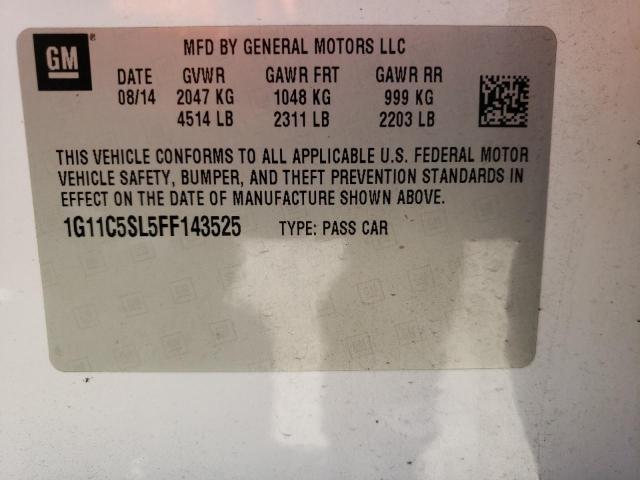 GM ®
MFD BY GENERAL MOTORS LLC
DATE GVWR GAWR FRT GAWR RR
08/14 2047 KG 1048 KG 999 KG
4514 LB 2311 LB 2203 LB
THIS VEHICLE CONFORMS TO ALL APPLICABLE U.S. FEDERAL MOTOR
VEHICLE SAFETY, BUMPER, AND THEFT PREVENTION STANDARDS IN
EFFECT ON THE DATE OF MANUFACTURE SHOWN ABOVE.
1G11C5SL5FF143525 TYPE: PASS CAR